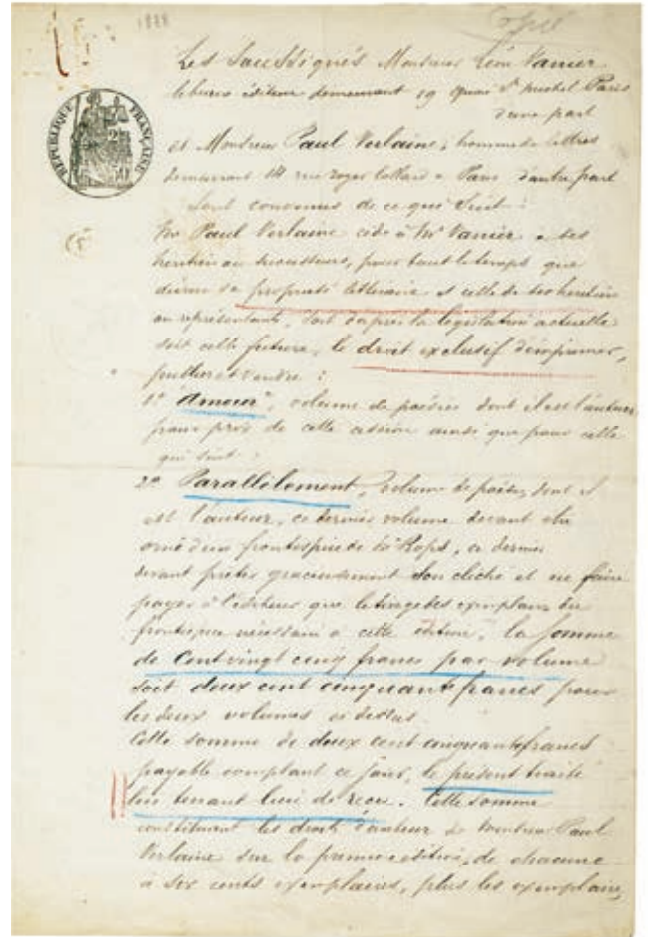 1888
Copie
Les Soussignés Monsieur Léon Vanier
libraire éditeur demeurant 19 quai St Michel Paris
d'une part
et Monsieur Paul Verlaine, homme de lettres
demeurant 14 rue royer collard à Paris d'autre part
Sont convenus de ce qui Suit :
Mr Paul Verlaine cède à Mr Vanier à ses
héritiers ou successeurs, pour tout le temps que
durera sa propriété littéraire et celle de ses héritiers
ou représentants, soit d'après la législation actuelle
soit celle future, le droit exclusif d'imprimer,
publier et vendre :
1º "Amour", volume de poésies dont il est l'auteur
pour prix de cette cession ainsi que pour celle
qui suit :
2º Parallèlement, volume de poésies, dont il
est l'auteur, ce dernier volume devant être
orné d'un frontispice de Rops, ce dernier
devant prêter gracieusement son cliché et ne faire
payer à l'éditeur que le tirage des exemplaires du
frontispice nécessaire à cette édition, la somme
de Cent vingt cinq francs par volume
soit deux cent cinquante francs pour
les deux volumes ci dessus.
Cette somme de deux cent cinquante francs
payable comptant ce jour, le présent traité
en tenant lieu de reçu. Cette somme
constituant les droits d'auteur de Monsieur Paul
Verlaine sur la première édition de chacune
à six cents exemplaires, plus les exemplaires
REPUBLIQUE FRANÇAISE